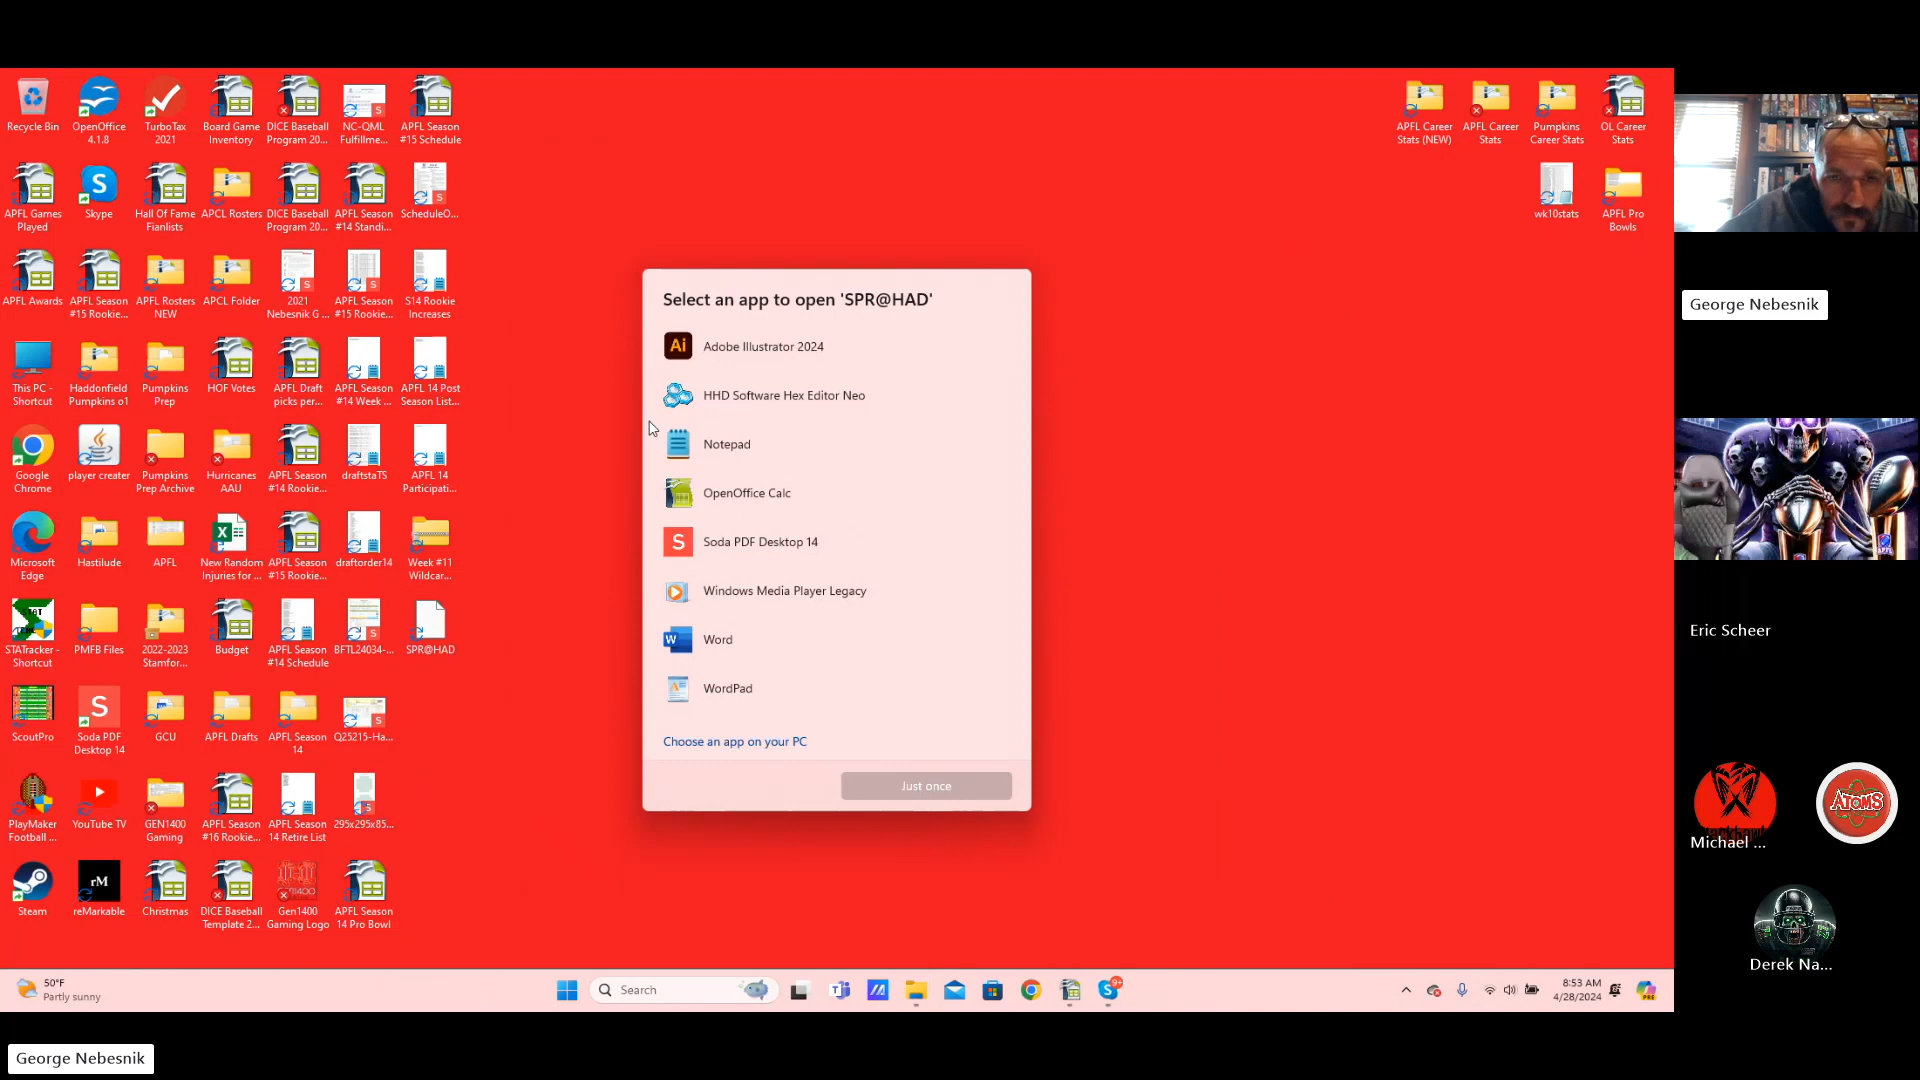 Recycle Bin
OpenOffice
4.1.8
TurboTax
2021
Board Game
Inventory
DICE Baseball
Program 20...
NC-QML
Fulfillme...
APFL Season
#15 Schedule
APFL Games
Played
Skype
Hall Of Fame
Fianlists
APCL Rosters
DICE Baseball
Program 20...
APFL Season
#14 Standi...
ScheduleO...
APFL Awards
APFL Season
#15 Rookie...
APFL Rosters
NEW
APCL Folder
2021
Nebesnik G ...
APFL Season
#15 Rookie...
S14 Rookie
Increases
This PC -
Shortcut
Haddonfield
Pumpkins o1
Pumpkins
Prep
HOF Votes
APFL Draft
picks per...
APFL Season
#14 Week ...
APFL 14 Post
Season List...
Google
Chrome
player creater
Pumpkins
Prep Archive
Hurricanes
AAU
APFL Season
#14 Rookie...
draftstaTS
APFL 14
Participati...
Microsoft
Edge
Hastilude
APFL
New Random
Injuries for ...
APFL Season
#15 Rookie...
draftorder14
Week #11
Wildcar...
STATracker -
Shortcut
PMFB Files
2022-2023
Stamfor...
Budget
APFL Season
#14 Schedule
BFTL24034-...
SPR@HAD
ScoutPro
Soda PDF
Desktop 14
GCU
APFL Drafts
APFL Season
14
Q25215-Ha...
PlayMaker
Football ...
YouTube TV
GEN1400
Gaming
APFL Season
#16 Rookie...
APFL Season
14 Retire List
295x295x85...
Steam
rM
reMarkable
Christmas
DICE Baseball
Template 2...
Gen1400
Gaming Logo
APFL Season
14 Pro Bowl
APFL Career
Stats (NEW)
APFL Career
Stats
Pumpkins
Career Stats
OL Career
Stats
wk10stats
APFL Pro
Bowls
Select an app to open 'SPR@HAD'
Adobe Illustrator 2024
HHD Software Hex Editor Neo
Notepad
OpenOffice Calc
Soda PDF Desktop 14
Windows Media Player Legacy
Word
WordPad
Choose an app on your PC
Just once
50°F
Partly sunny
Search
9+
8:53 AM
4/28/2024
PRE
George Nebesnik
Eric Scheer
Michael ...
ATOMS
Derek Na...
George Nebesnik